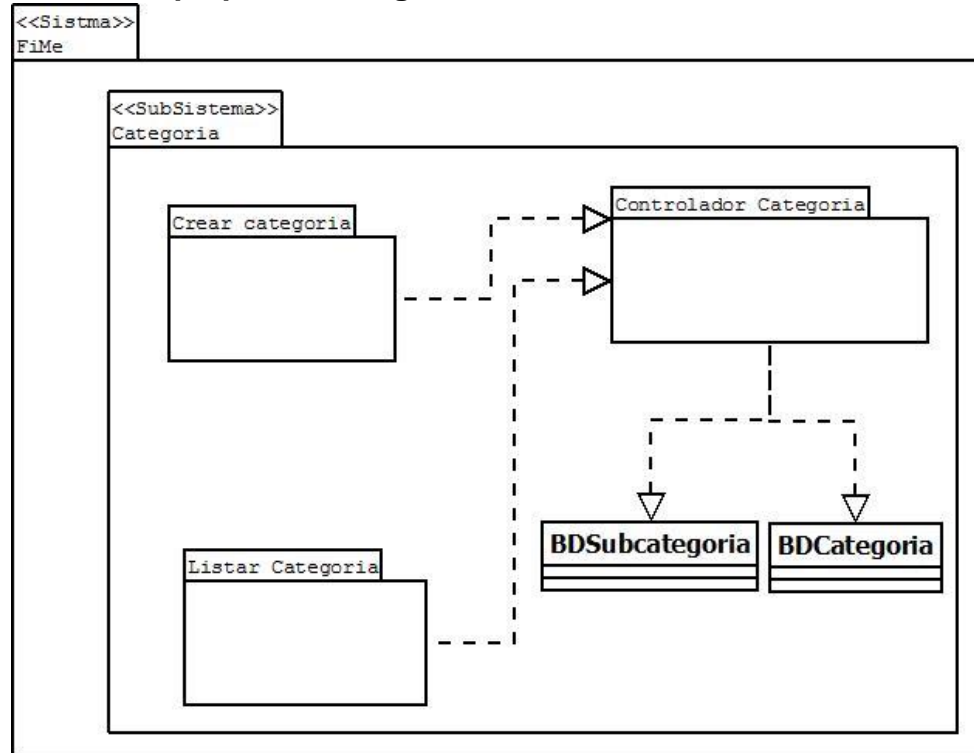 <<Sistma>>
FiMe
<<SubSistema>>
Categoria
Crear categoria
Controlador Categoria
Listar Categoria
BDSubcategoria
BDCategoria